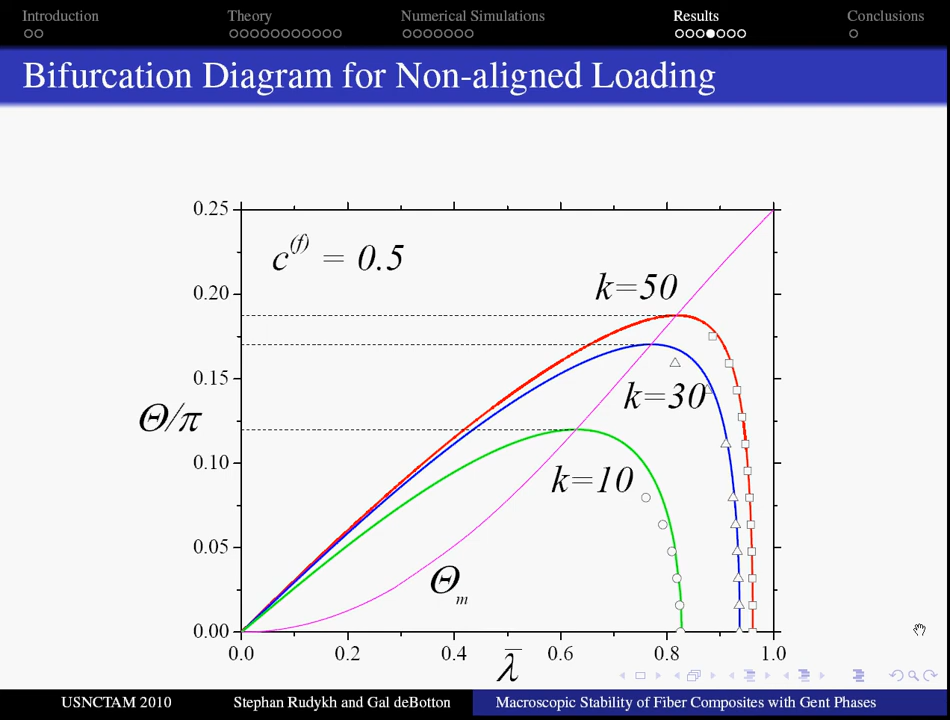 Introduction Theory Numerical Simulations Results Conclusions
Bifurcation Diagram for Non-aligned Loading
0.25
c(f) = 0.5
k=50
0.20
0.15
k=30
Θ/π
0.10
k=10
0.05
Θm
0.00
0.0 0.2 0.4 0.6 0.8 1.0
λ̅
USNCTAM 2010 Stephan Rudykh and Gal deBotton Macroscopic Stability of Fiber Composites with Gent Phases